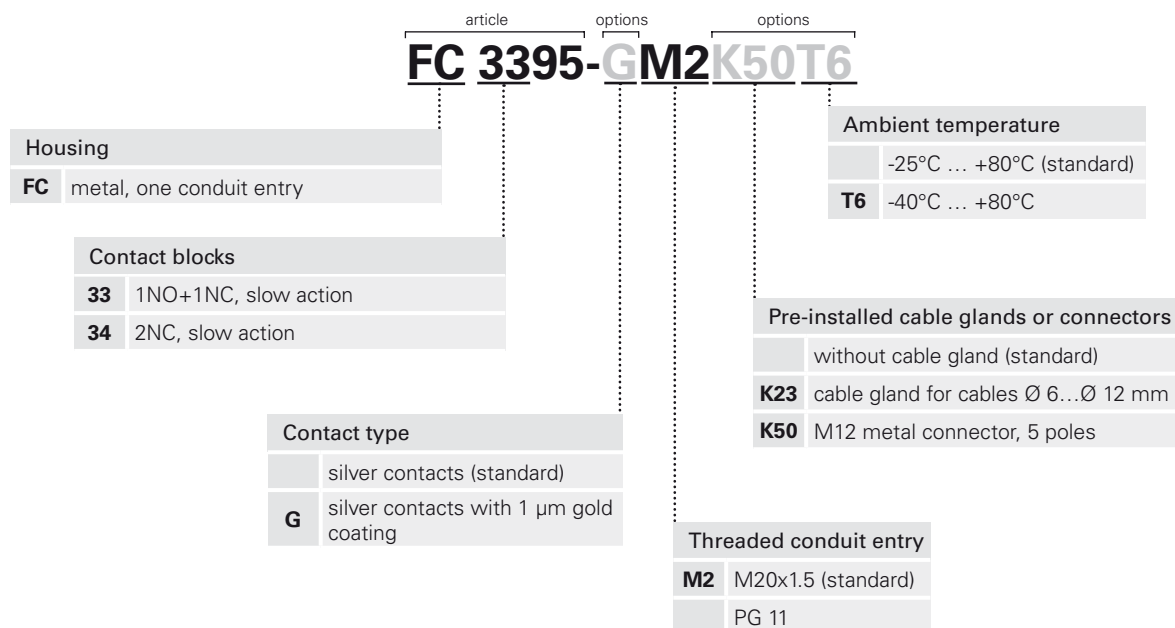 article options options
FC 3395-GM2K50T6
Housing
FC metal, one conduit entry
Ambient temperature
-25°C … +80°C (standard)
T6 -40°C … +80°C
Contact blocks
33 1NO+1NC, slow action
34 2NC, slow action
Pre-installed cable glands or connectors
without cable gland (standard)
K23 cable gland for cables Ø 6…Ø 12 mm
K50 M12 metal connector, 5 poles
Contact type
silver contacts (standard)
G silver contacts with 1 µm gold
coating
Threaded conduit entry
M2 M20x1.5 (standard)
PG 11